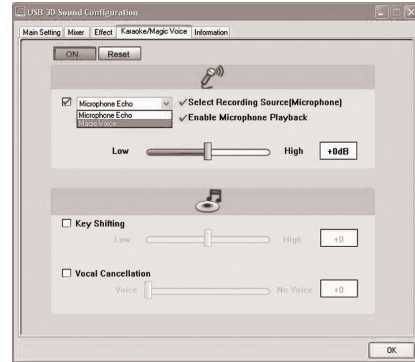 USB 3D Sound Configuration
Main Setting Mixer Effect Karaoke/Magic Voice Information
ON Reset
Microphone Echo ✓Select Recording Source(Microphone)
Microphone Echo ✓Enable Microphone Playback
Magic Voice
Low High +0dB
Key Shifting
Low High +0
Vocal Cancellation
Voice No Voice +0
OK